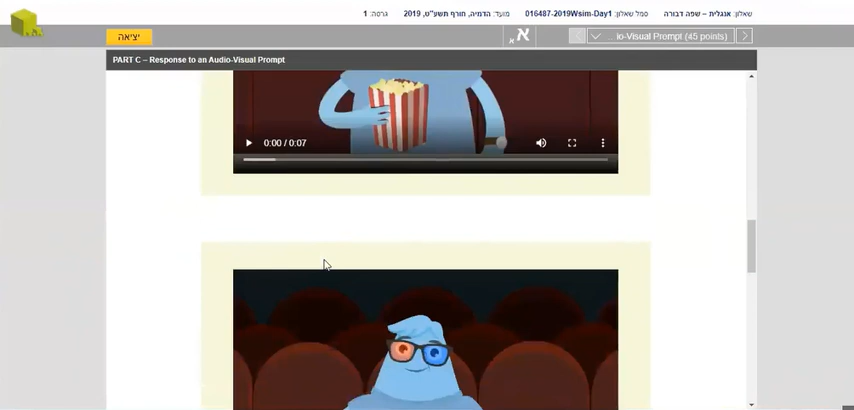 שאלון: אנגלית – שפה דבורה סמל שאלון: 016487-2019Wsim-Day1 מועד: הדמיה, חורף תשע"ט, 2019 גרסה: 1
יציאה א א ...io-Visual Prompt (45 points)
PART C – Response to an Audio-Visual Prompt
0:00 / 0:07